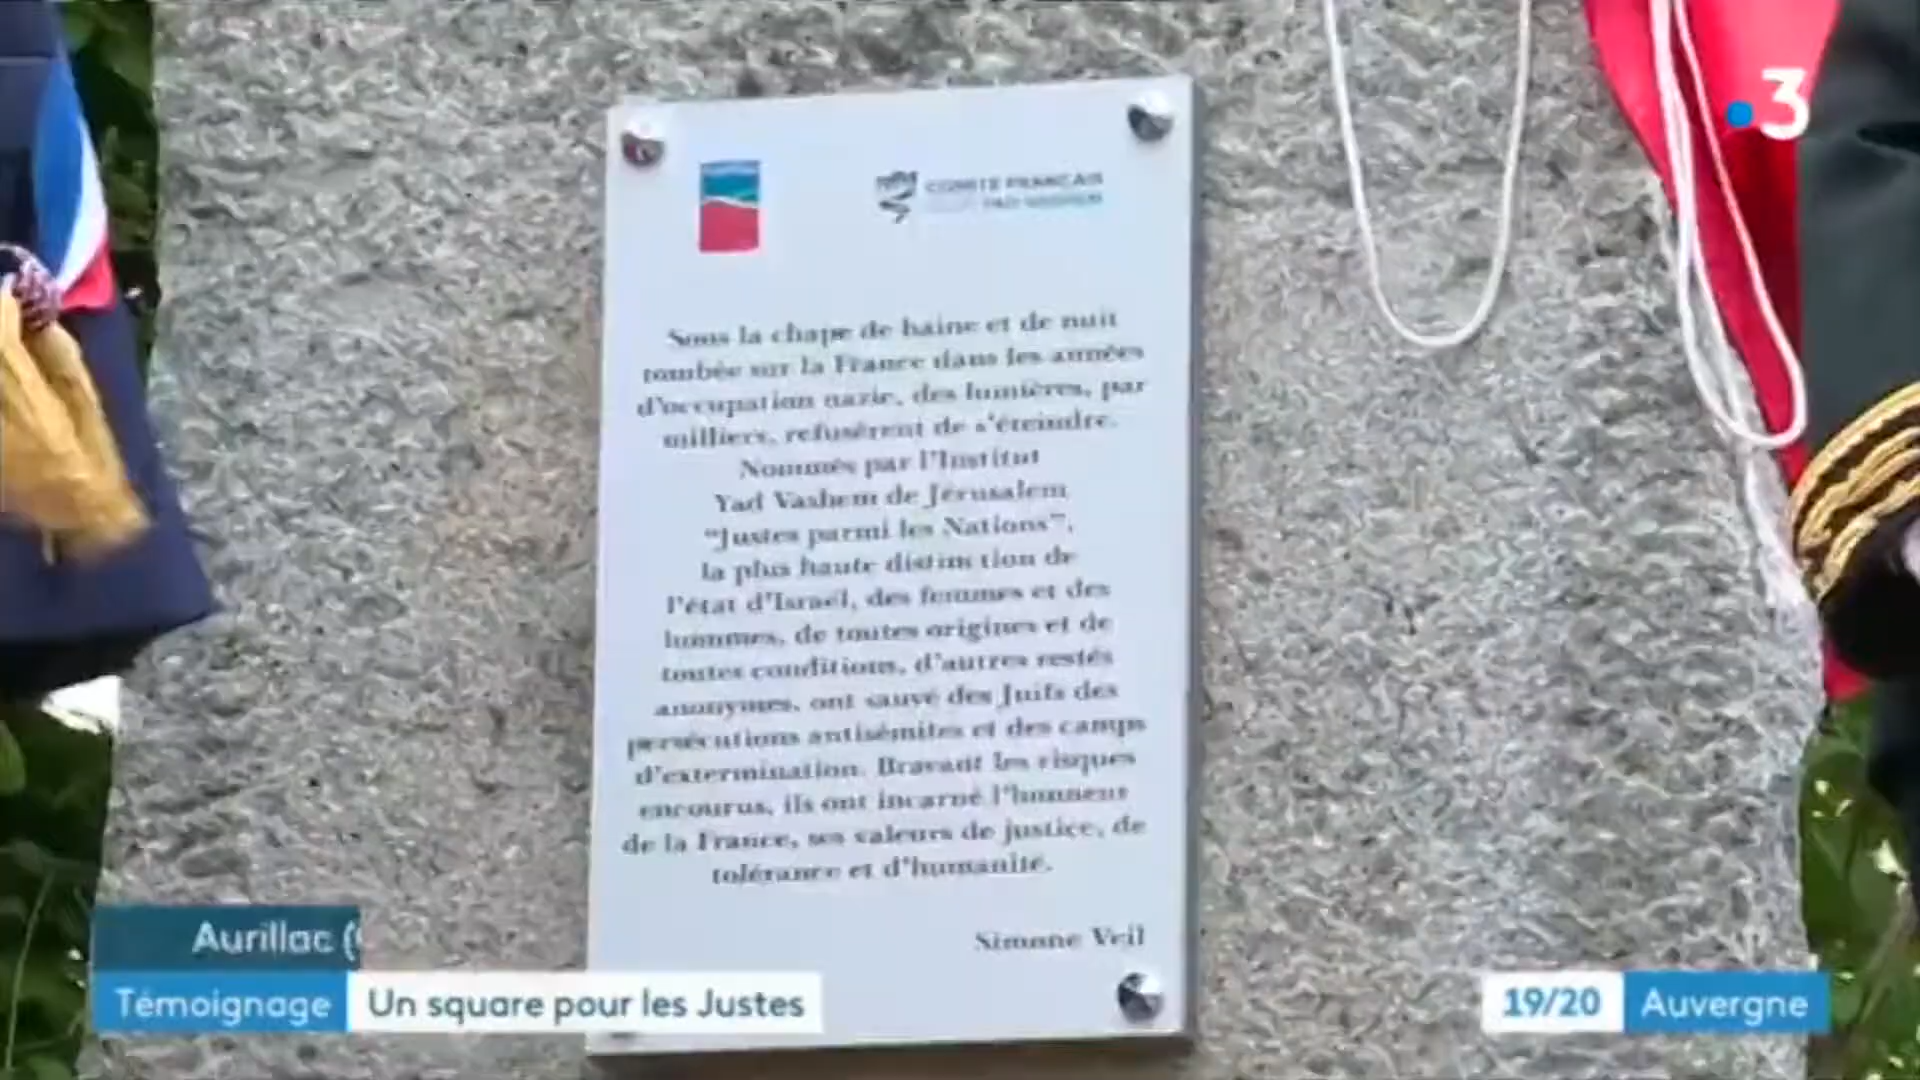 3
COMITÉ FRANÇAIS
YAD VASHEM
Sous la chape de haine et de nuit
tombée sur la France dans les années
d'occupation nazie, des lumières, par
milliers, refusèrent de s'éteindre.
Nommés par l'Institut
Yad Vashem de Jérusalem
"Justes parmi les Nations",
la plus haute distinction de
l'état d'Israël, des femmes et des
hommes, de toutes origines et de
toutes conditions, d'autres restés
anonymes, ont sauvé des Juifs des
persécutions antisémites et des camps
d'extermination. Bravant les risques
encourus, ils ont incarné l'honneur
de la France, ses valeurs de justice, de
tolérance et d'humanité.
Simone Veil
Aurillac (
Témoignage Un square pour les Justes
19/20 Auvergne